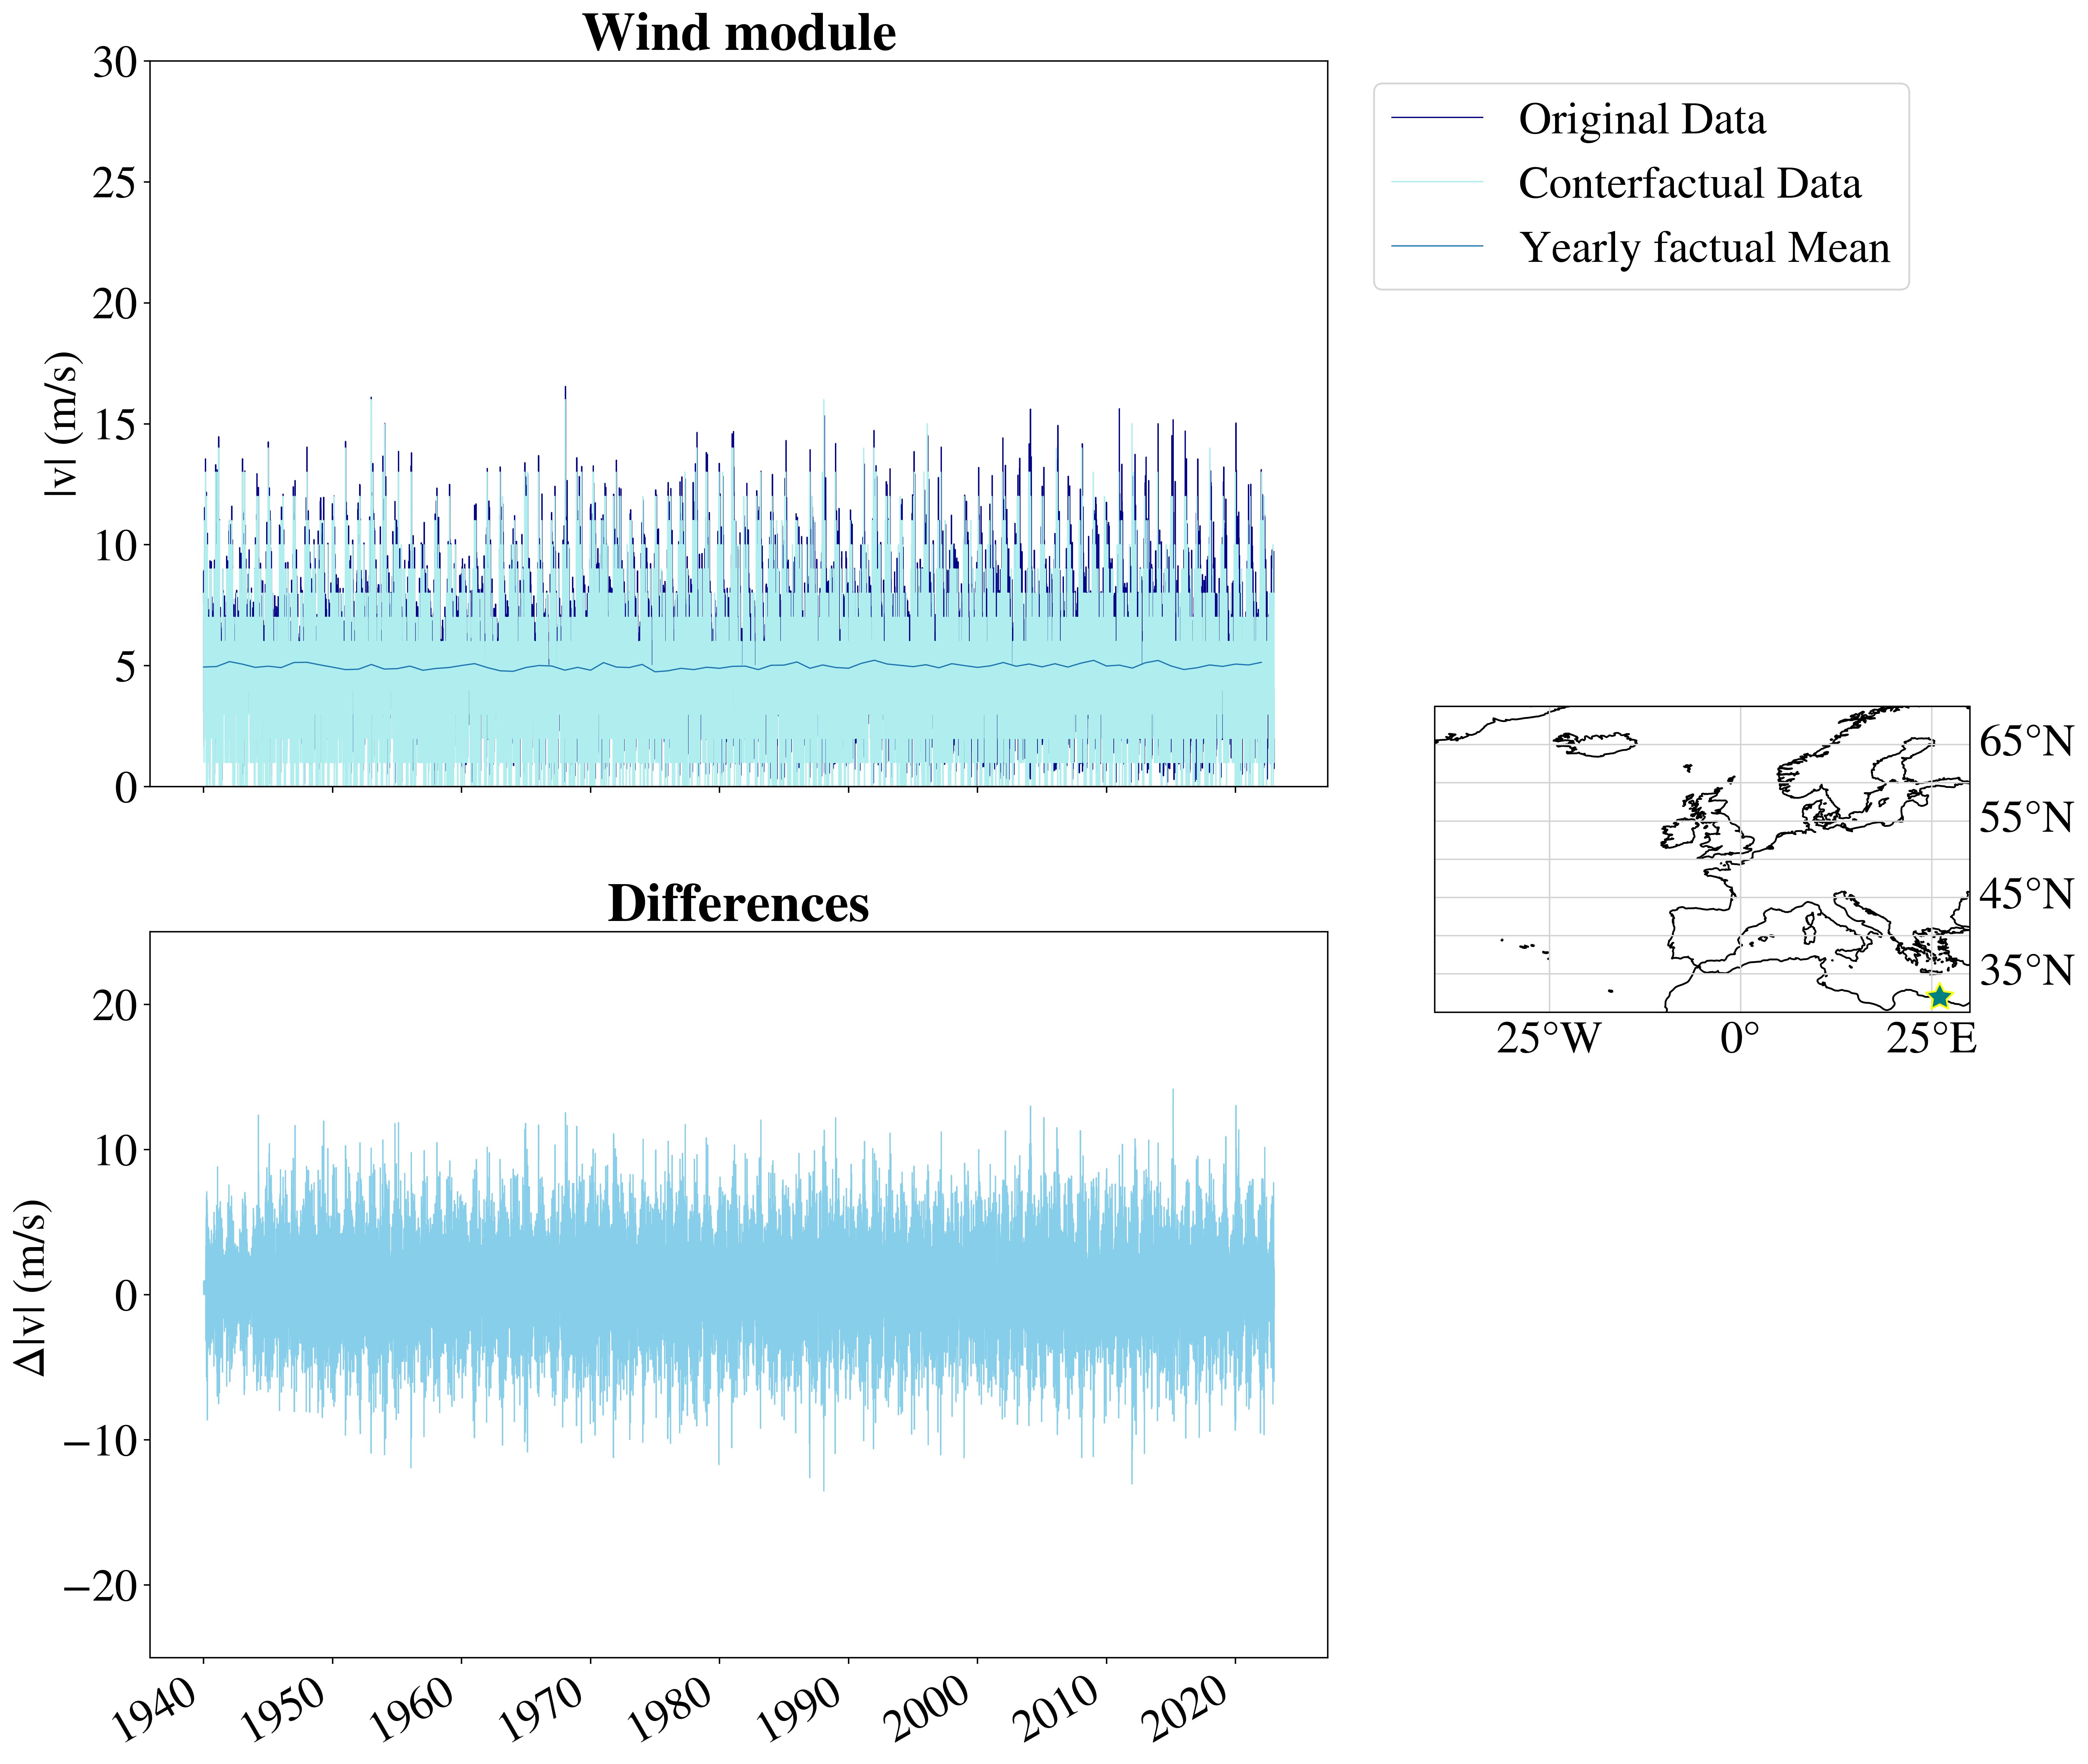 Wind module
30
25
20
15
10
5
0
|v| (m/s)
Original Data
Conterfactual Data
Yearly factual Mean
65°N
55°N
45°N
35°N
25°W 0° 25°E
Differences
20
10
0
−10
−20
Δ|v| (m/s)
1940 1950 1960 1970 1980 1990 2000 2010 2020